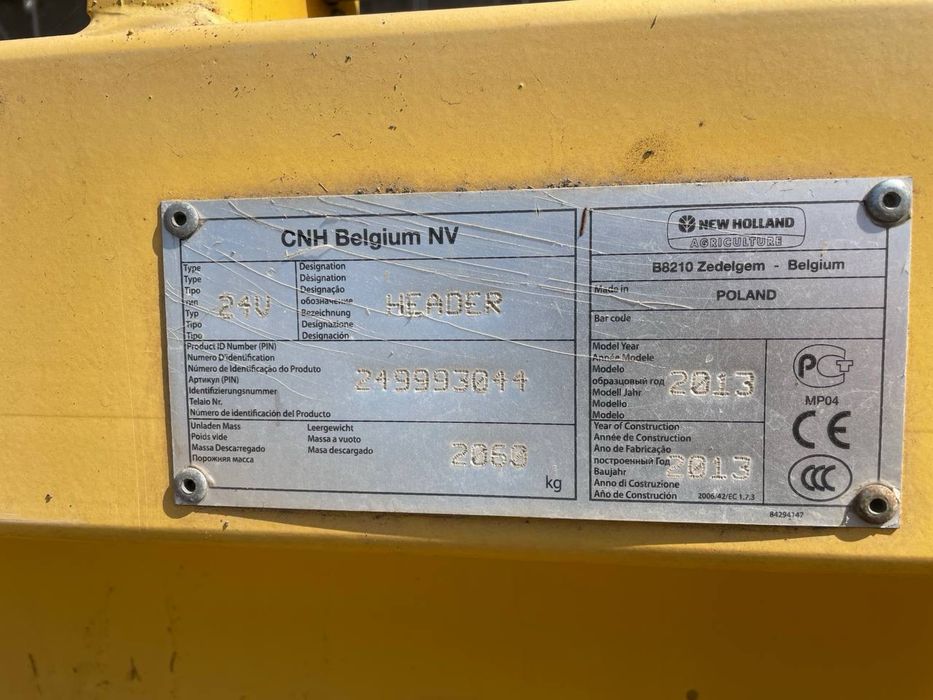 CNH Belgium NV
Type
Type
Tipo
тип
Typ
Tipo
Tipo
24V
Designation
Dèsignation
Designação
обозначение
Bezeichnung
Designazione
Designación
HEADER
Product ID Number (PIN)
Numero D'identification
Número de Identificação do Produto
Артикул (PIN)
Identifizierungsnummer
Telaio Nr.
Número de identificación del Producto
249993044
Unladen Mass
Poids vide
Massa Descarregado
Порожняя масса
Leergewicht
Massa a vuoto
Masa descargado
2060
kg
NEW HOLLAND
AGRICULTURE
B8210 Zedelgem - Belgium
Made in
POLAND
Bar code
Model Year
Année Modele
Modelo
образцовый год
Modell Jahr
Modello
Modelo
2013
Year of Construction
Année de Construction
Ano de Fabricação
построенный Год
Baujahr
Anno di Costruzione
Año de Construción
2013
2006/42/EC 1.7.3
PCT
MP04
CE
CCC
84294147